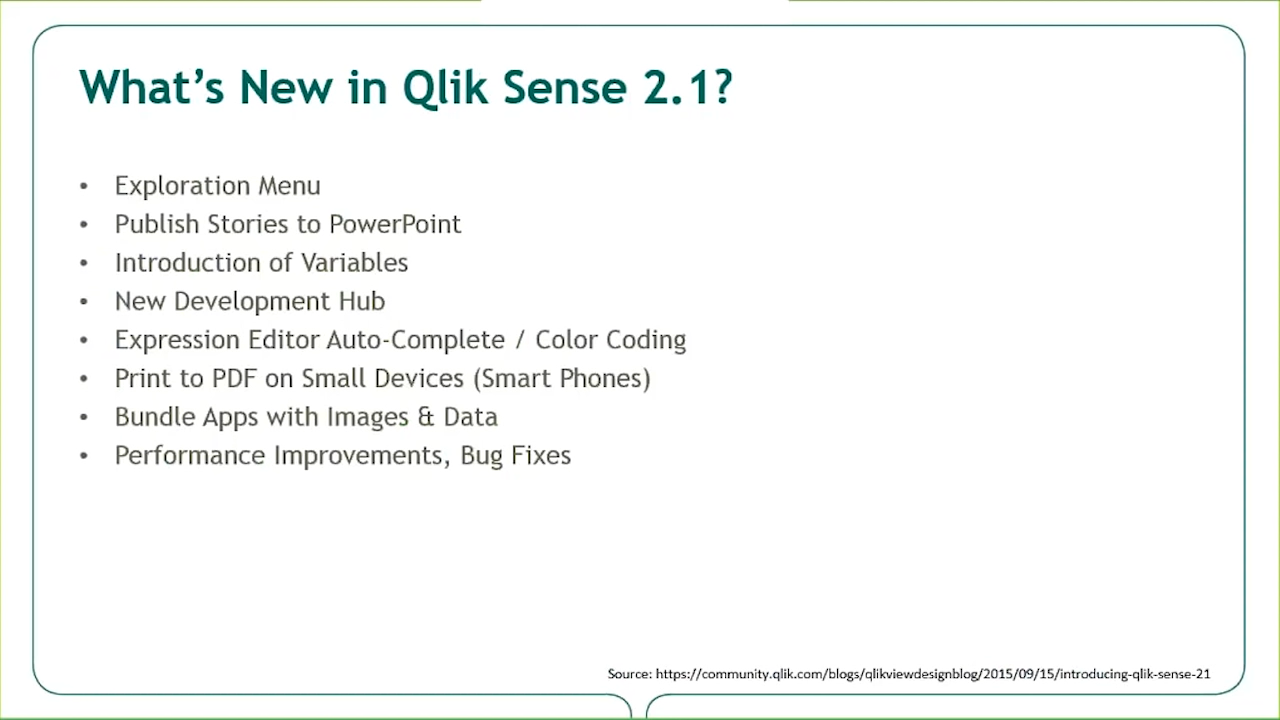 What’s New in Qlik Sense 2.1?
• Exploration Menu
• Publish Stories to PowerPoint
• Introduction of Variables
• New Development Hub
• Expression Editor Auto-Complete / Color Coding
• Print to PDF on Small Devices (Smart Phones)
• Bundle Apps with Images & Data
• Performance Improvements, Bug Fixes
Source: https://community.qlik.com/blogs/qlikviewdesignblog/2015/09/15/introducing-qlik-sense-21